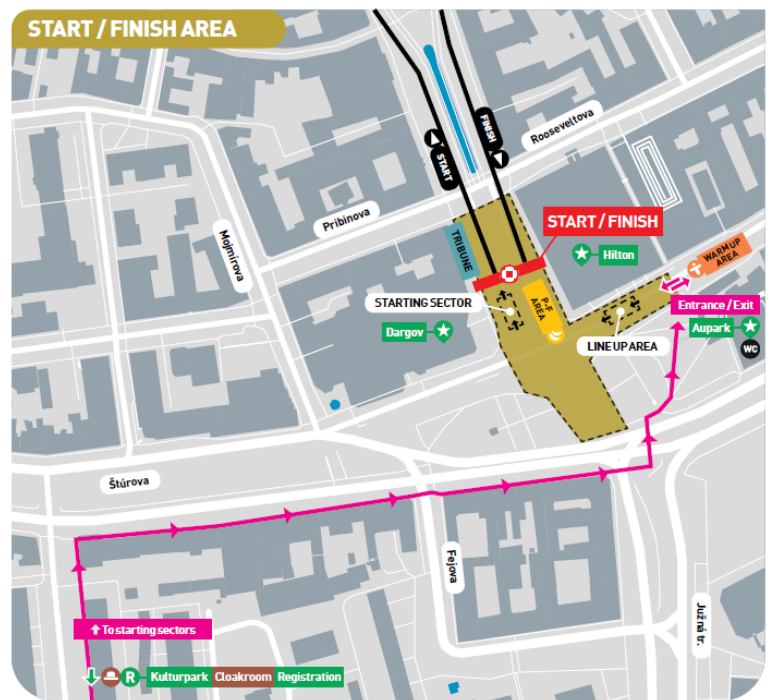 START / FINISH AREA
Rooseveltova
FINISH
START
Pribinova
START / FINISH
Mojmírova
TRIBUNE
Hilton
WARM UP
AREA
STARTING SECTOR
P-F
AREA
Entrance / Exit
Dargov
Aupark
LINE UP AREA
WC
Štúrova
Fejova
Južná tr.
To starting sectors
R
Kulturpark Cloakroom Registration